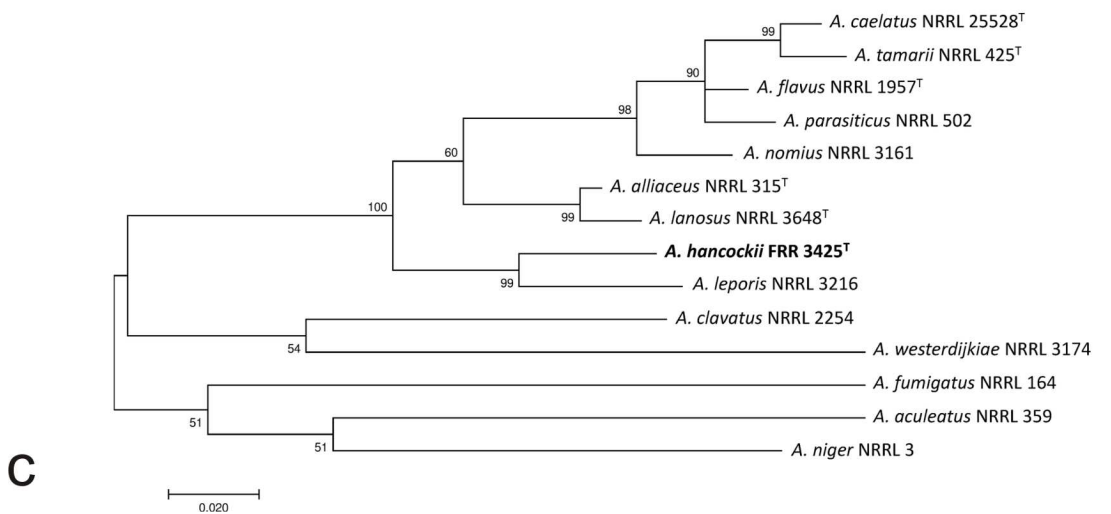 A. caelatus NRRL 25528ᵀ
99
A. tamarii NRRL 425ᵀ
90
A. flavus NRRL 1957ᵀ
98
A. parasiticus NRRL 502
60
A. nomius NRRL 3161
A. alliaceus NRRL 315ᵀ
100
99
A. lanosus NRRL 3648ᵀ
A. hancockii FRR 3425ᵀ
99
A. leporis NRRL 3216
A. clavatus NRRL 2254
54
A. westerdijkiae NRRL 3174
A. fumigatus NRRL 164
51
A. aculeatus NRRL 359
51
A. niger NRRL 3
C
0.020